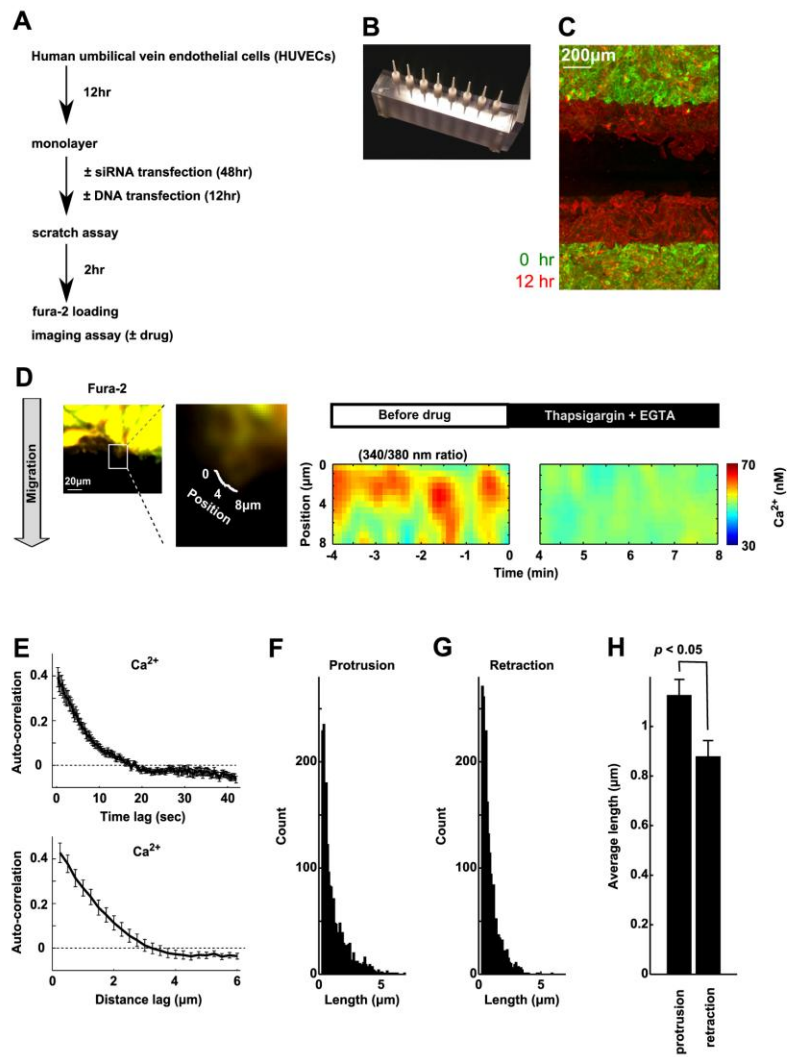 A
Human umbilical vein endothelial cells (HUVECs)
12hr
monolayer
± siRNA transfection (48hr)
± DNA transfection (12hr)
scratch assay
2hr
fura-2 loading
imaging assay (± drug)
B
C
200µm
0 hr
12 hr
D
Migration
Fura-2
20µm
0
4
8µm
Position
Before drug
Thapsigargin + EGTA
(340/380 nm ratio)
Position (µm)
0
4
8
-4 -3 -2 -1 0
4 5 6 7 8
Time (min)
70
30
Ca2+ (nM)
E
Ca2+
Auto-correlation
0.4
0.2
0
0 10 20 30 40
Time lag (sec)
Ca2+
Auto-correlation
0.4
0.2
0
0 2 4 6
Distance lag (µm)
F
Protrusion
Count
200
100
0
0 5
Length (µm)
G
Retraction
Count
200
100
0
0 5
Length (µm)
H
p < 0.05
Average length (µm)
1
0.8
0.6
0.4
0.2
0
protrusion
retraction